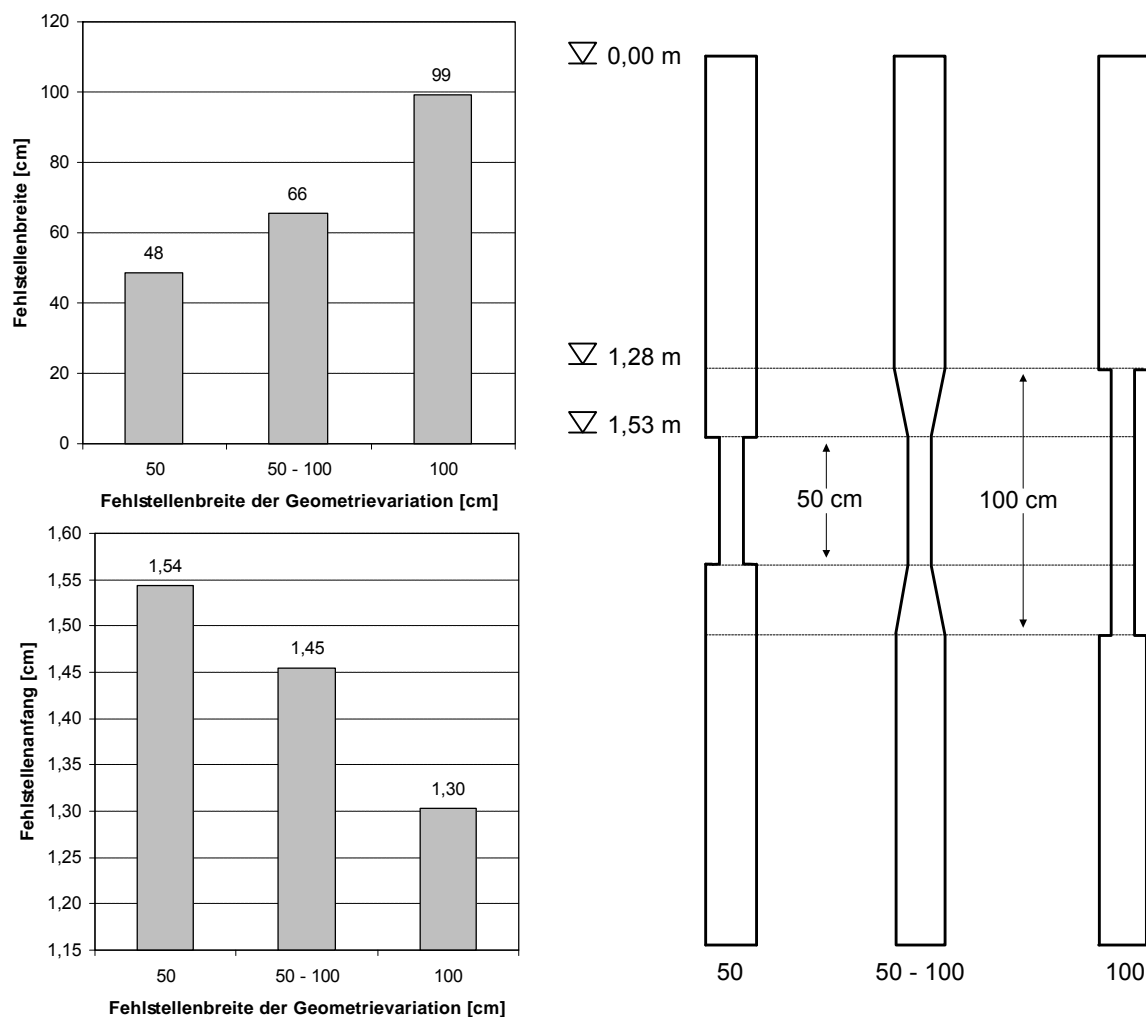 120
100
80
60
40
20
0
Fehlstellenbreite [cm]
48
66
99
50
50 - 100
100
Fehlstellenbreite der Geometrievariation [cm]
1,60
1,55
1,50
1,45
1,40
1,35
1,30
1,25
1,20
1,15
Fehlstellenanfang [cm]
1,54
1,45
1,30
50
50 - 100
100
Fehlstellenbreite der Geometrievariation [cm]
0,00 m
1,28 m
1,53 m
50 cm
100 cm
50
50 - 100
100